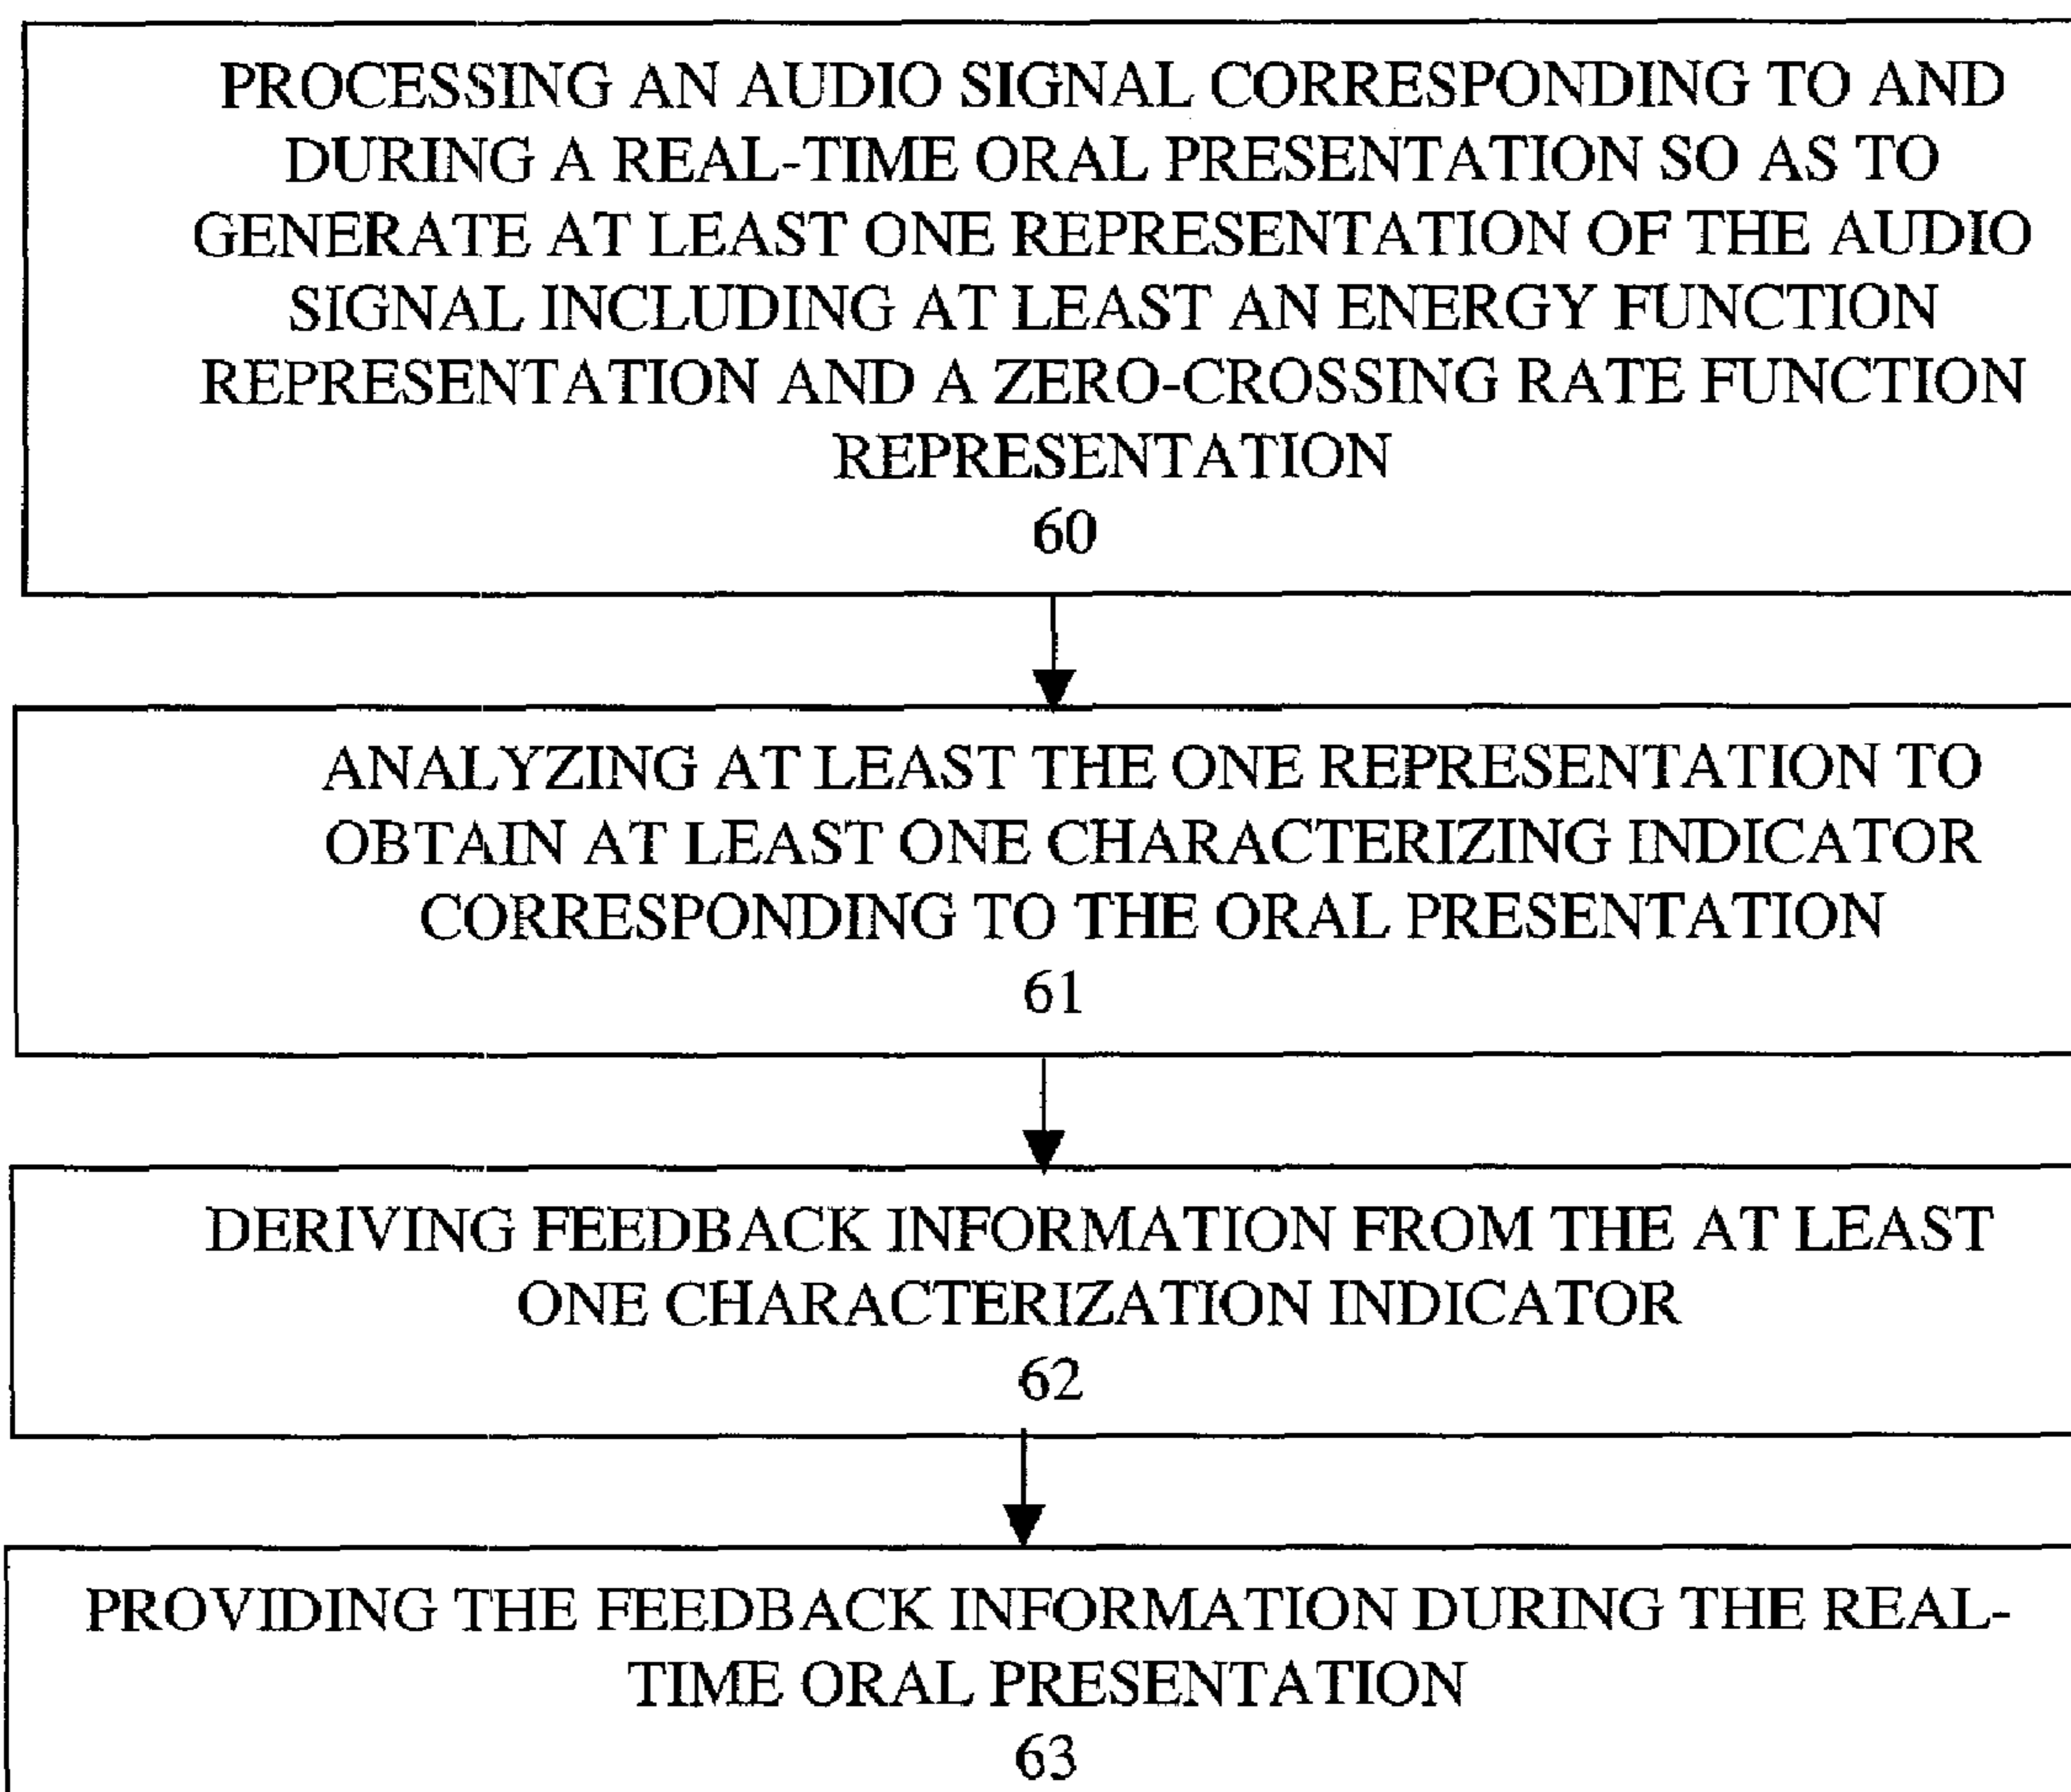 PROCESSING AN AUDIO SIGNAL CORRESPONDING TO AND
DURING A REAL-TIME ORAL PRESENTATION SO AS TO
GENERATE AT LEAST ONE REPRESENTATION OF THE AUDIO
SIGNAL INCLUDING AT LEAST AN ENERGY FUNCTION
REPRESENTATION AND A ZERO-CROSSING RATE FUNCTION
REPRESENTATION
60
ANALYZING AT LEAST THE ONE REPRESENTATION TO
OBTAIN AT LEAST ONE CHARACTERIZING INDICATOR
CORRESPONDING TO THE ORAL PRESENTATION
61
DERIVING FEEDBACK INFORMATION FROM THE AT LEAST
ONE CHARACTERIZATION INDICATOR
62
PROVIDING THE FEEDBACK INFORMATION DURING THE REAL-
TIME ORAL PRESENTATION
63